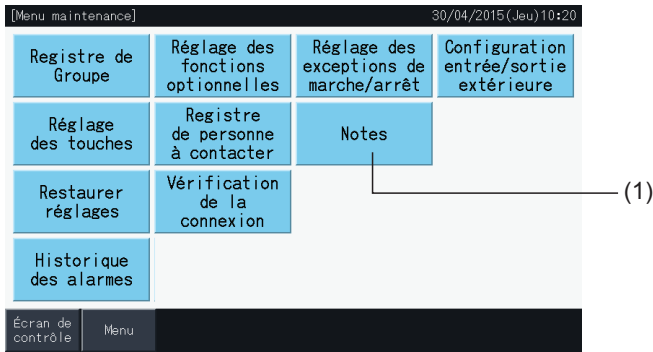 [Menu maintenance] 30/04/2015(Jeu)10:20
Registre de
Groupe
Réglage des
fonctions
optionnelles
Réglage des
exceptions de
marche/arrêt
Configuration
entrée/sortie
extérieure
Réglage
des touches
Registre
de personne
à contacter
Notes
(1)
Restaurer
réglages
Vérification
de la
connexion
Historique
des alarmes
Écran de
contrôle
Menu